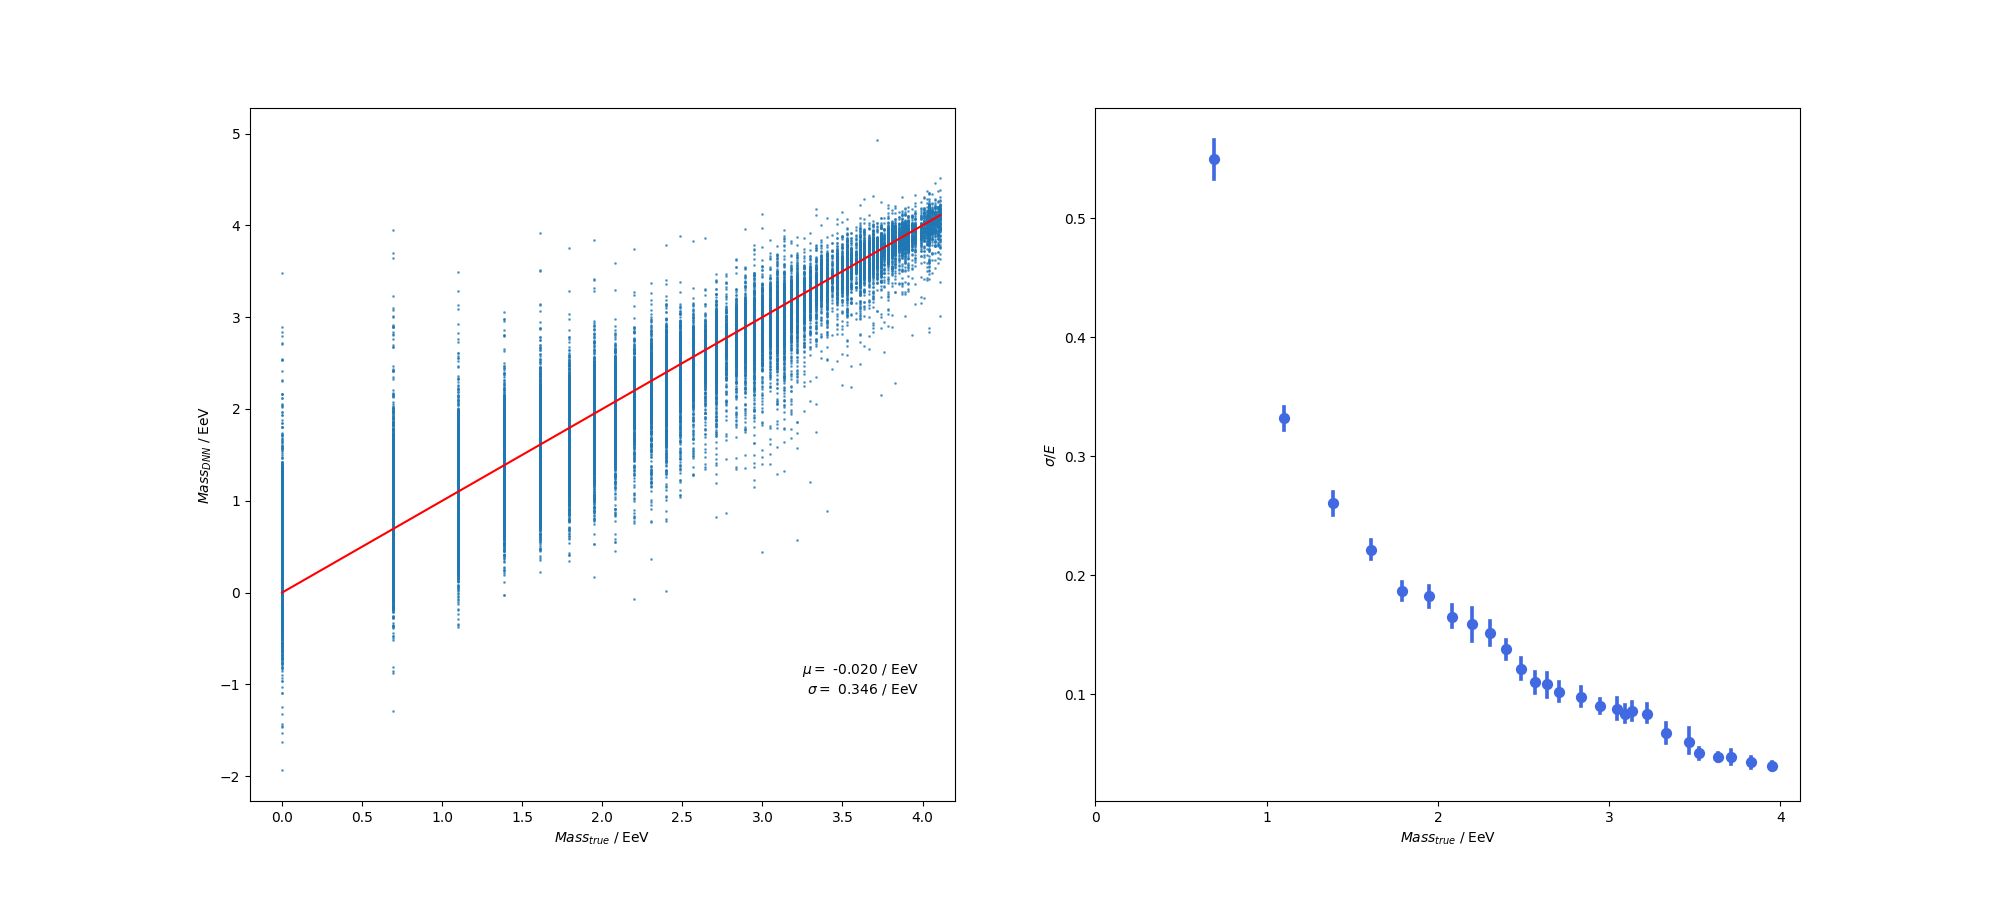 5
4
3
2
1
0
−1
−2
Mass_DNN / EeV
μ = -0.020 / EeV
σ = 0.346 / EeV
0.0 0.5 1.0 1.5 2.0 2.5 3.0 3.5 4.0
Mass_true / EeV
0.5
0.4
0.3
0.2
0.1
σ/E
0 1 2 3 4
Mass_true / EeV